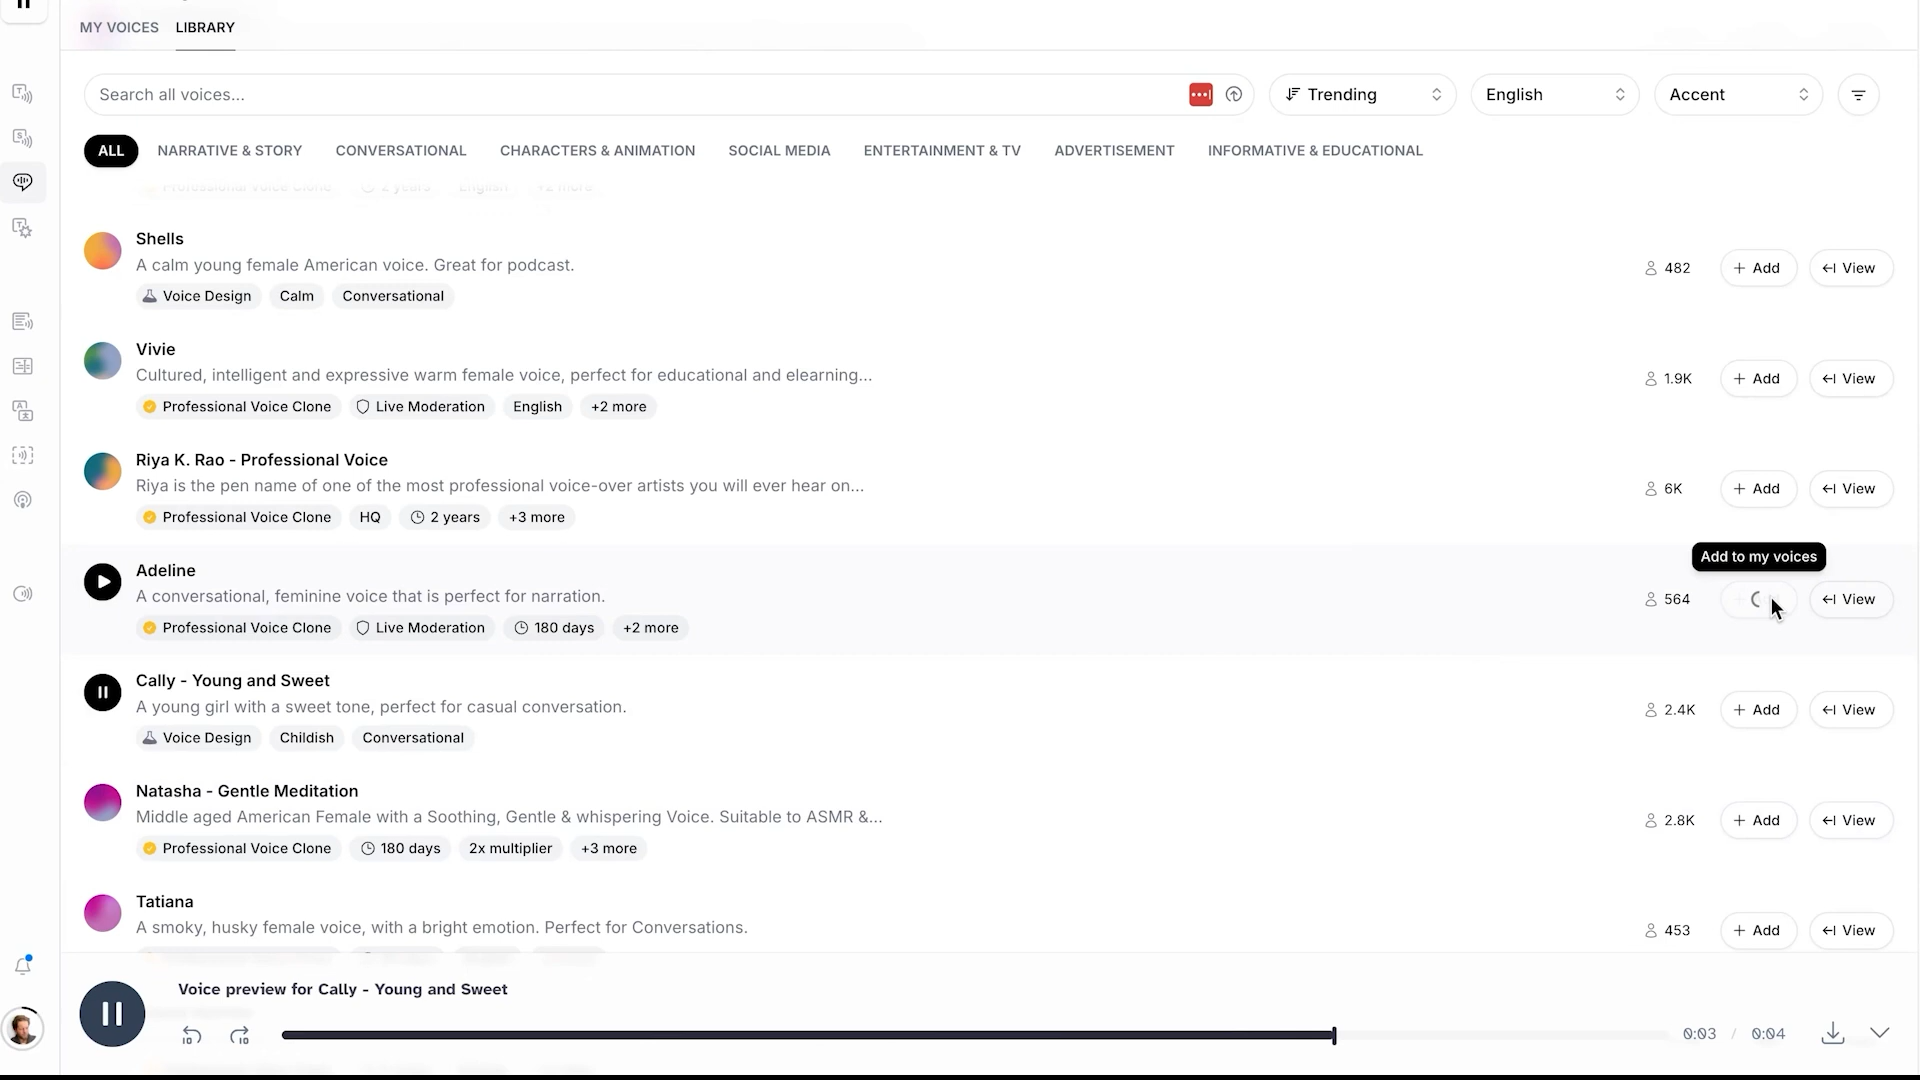 MY VOICES LIBRARY
Search all voices... Trending English Accent
ALL NARRATIVE & STORY CONVERSATIONAL CHARACTERS & ANIMATION SOCIAL MEDIA ENTERTAINMENT & TV ADVERTISEMENT INFORMATIVE & EDUCATIONAL
Professional Voice Clone 2 years English +2 more
Shells
A calm young female American voice. Great for podcast.
482 + Add View
Voice Design Calm Conversational
Vivie
Cultured, intelligent and expressive warm female voice, perfect for educational and elearning...
1.9K + Add View
Professional Voice Clone Live Moderation English +2 more
Riya K. Rao - Professional Voice
Riya is the pen name of one of the most professional voice-over artists you will ever hear on...
6K + Add View
Professional Voice Clone HQ 2 years +3 more
Add to my voices
Adeline
A conversational, feminine voice that is perfect for narration.
564 View
Professional Voice Clone Live Moderation 180 days +2 more
Cally - Young and Sweet
A young girl with a sweet tone, perfect for casual conversation.
2.4K + Add View
Voice Design Childish Conversational
Natasha - Gentle Meditation
Middle aged American Female with a Soothing, Gentle & whispering Voice. Suitable to ASMR &...
2.8K + Add View
Professional Voice Clone 180 days 2x multiplier +3 more
Tatiana
A smoky, husky female voice, with a bright emotion. Perfect for Conversations.
453 + Add View
Voice preview for Cally - Young and Sweet
10 10 0:03 / 0:04